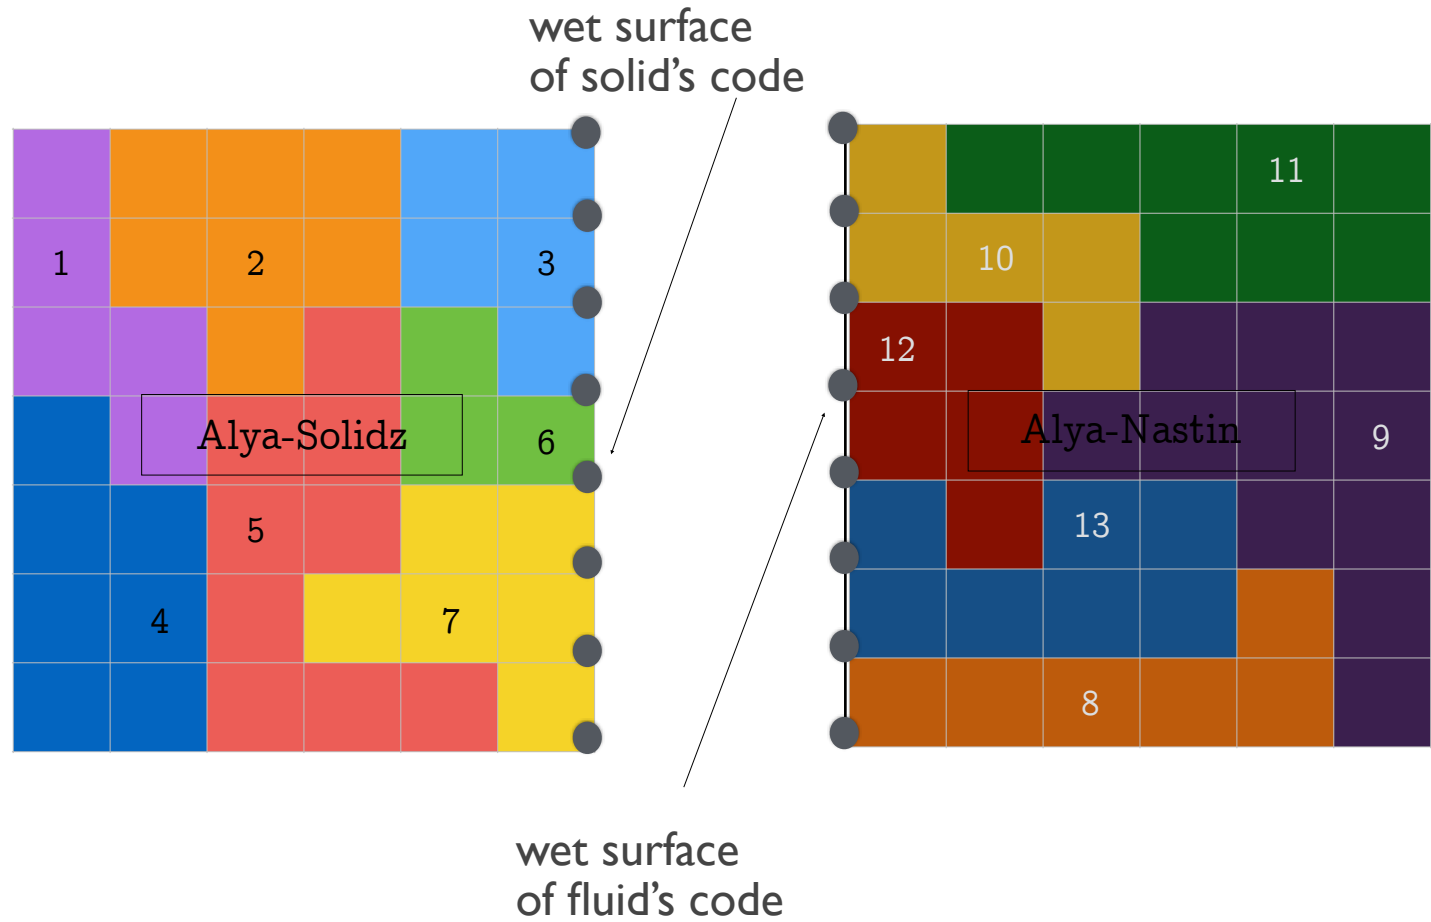 wet surface
of solid’s code
11
1 2 3
10
12
Alya-Solidz 6
Alya-Nastin 9
5
13
4 7
8
wet surface
of fluid’s code